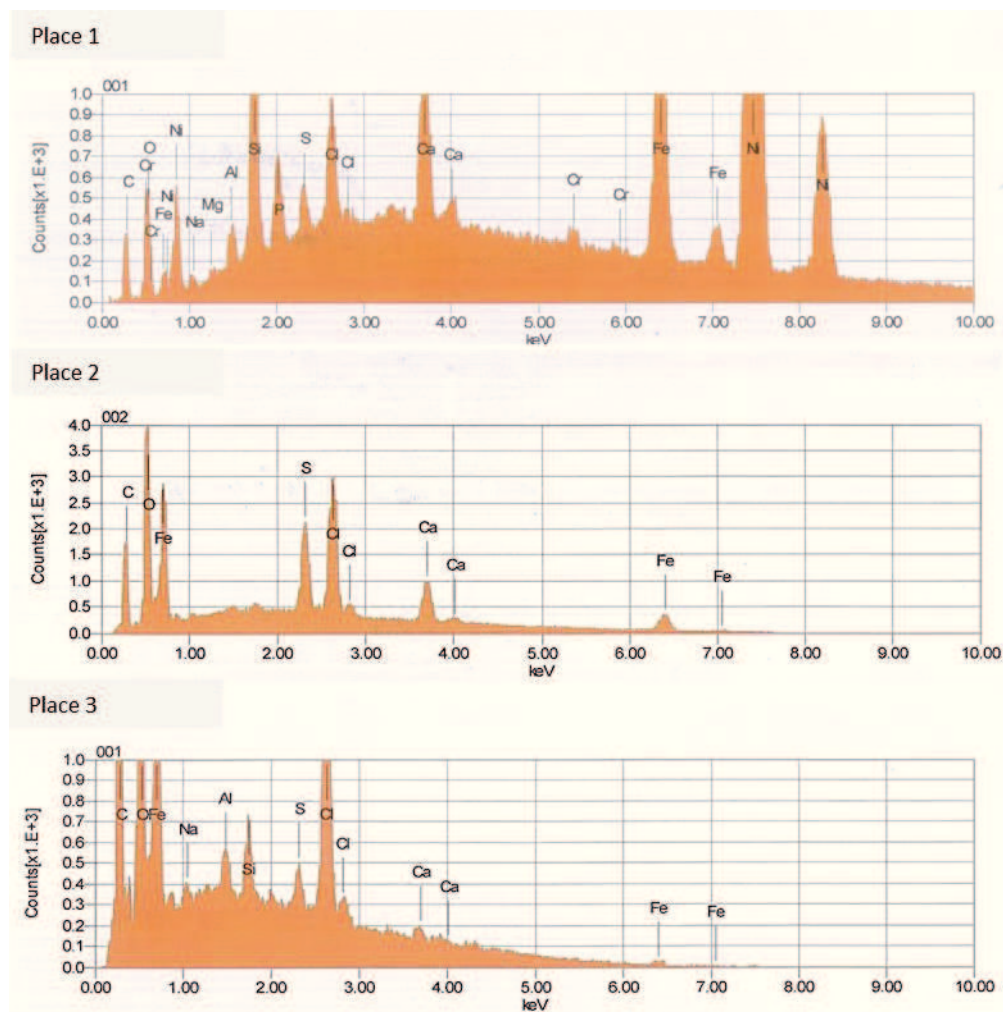 Place 1
001
Counts[x1.E+3]
1.0
0.9
0.8
0.7
0.6
0.5
0.4
0.3
0.2
0.1
0.0
C
O
Cr
Cr
Ni
Fe
Ni
Na
Mg
Al
Si
P
S
Cl
Cl
Ca
Ca
Cr
Cr
Fe
Fe
Ni
Ni
0.00 1.00 2.00 3.00 4.00 5.00 6.00 7.00 8.00 9.00 10.00
keV
Place 2
002
Counts[x1.E+3]
4.0
3.5
3.0
2.5
2.0
1.5
1.0
0.5
0.0
C
O
Fe
S
Cl
Cl
Ca
Ca
Fe
Fe
0.00 1.00 2.00 3.00 4.00 5.00 6.00 7.00 8.00 9.00 10.00
keV
Place 3
001
Counts[x1.E+3]
1.0
0.9
0.8
0.7
0.6
0.5
0.4
0.3
0.2
0.1
0.0
C
O
Fe
Na
Al
Si
S
Cl
Cl
Ca
Ca
Fe
Fe
0.00 1.00 2.00 3.00 4.00 5.00 6.00 7.00 8.00 9.00 10.00
keV